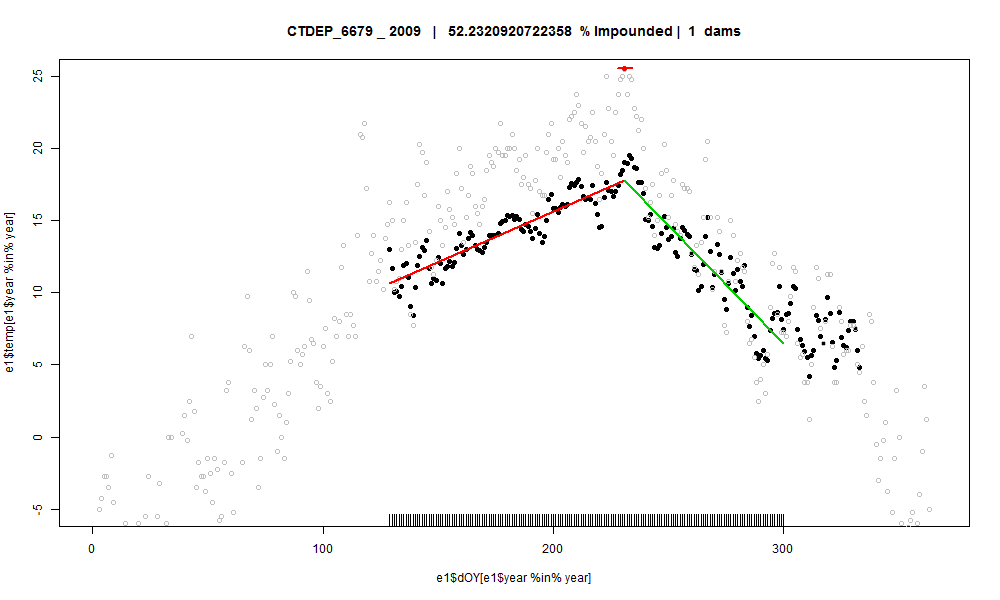 CTDEP_6679 _ 2009 | 52.2320920722358 % Impounded | 1 dams
e1$temp[e1$year %in% year]
25
20
15
10
5
0
-5
0 100 200 300
e1$dOY[e1$year %in% year]